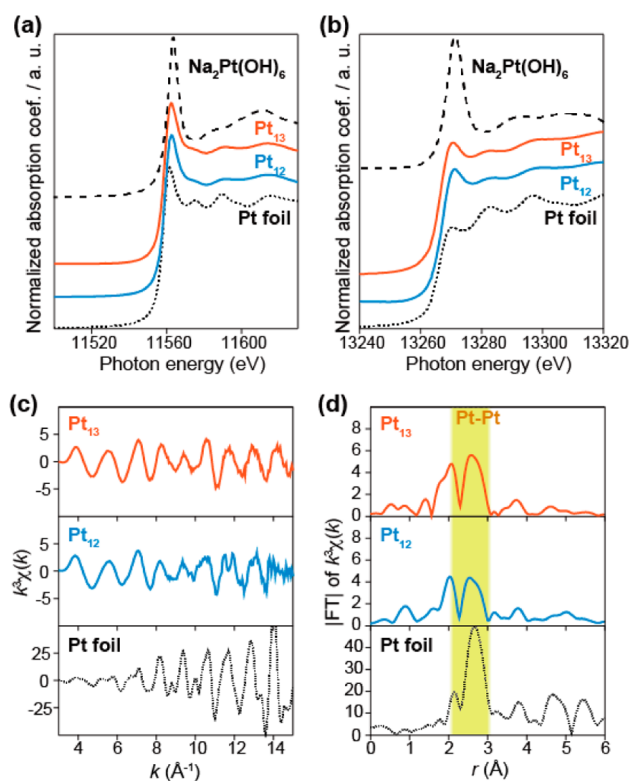 (a)
Normalized absorption coef. / a. u.
Na₂Pt(OH)₆
Pt₁₃
Pt₁₂
Pt foil
11520 11560 11600
Photon energy (eV)
(b)
Normalized absorption coef. / a. u.
Na₂Pt(OH)₆
Pt₁₃
Pt₁₂
Pt foil
13240 13260 13280 13300 13320
Photon energy (eV)
(c)
k³χ(k)
Pt₁₃
5
0
-5
Pt₁₂
5
0
-5
Pt foil
25
0
-25
4 6 8 10 12 14
k (Å⁻¹)
(d)
|FT| of k³χ(k)
Pt-Pt
Pt₁₃
8
6
4
2
0
Pt₁₂
8
6
4
2
0
Pt foil
40
30
20
10
0
0 1 2 3 4 5 6
r (Å)